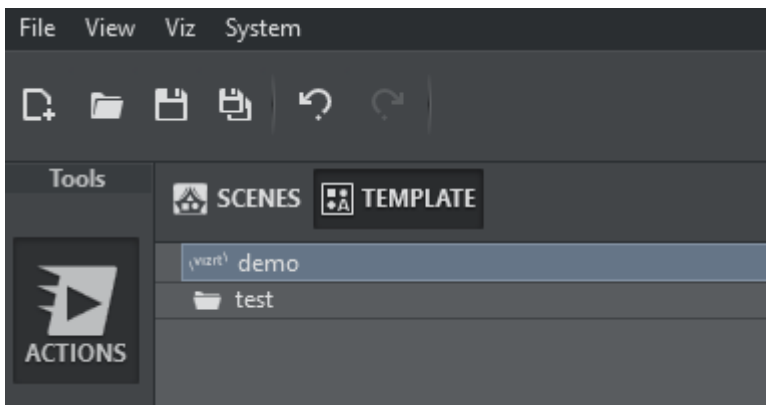 File View Viz System
Tools
SCENES TEMPLATE
(vizrt) demo
test
ACTIONS